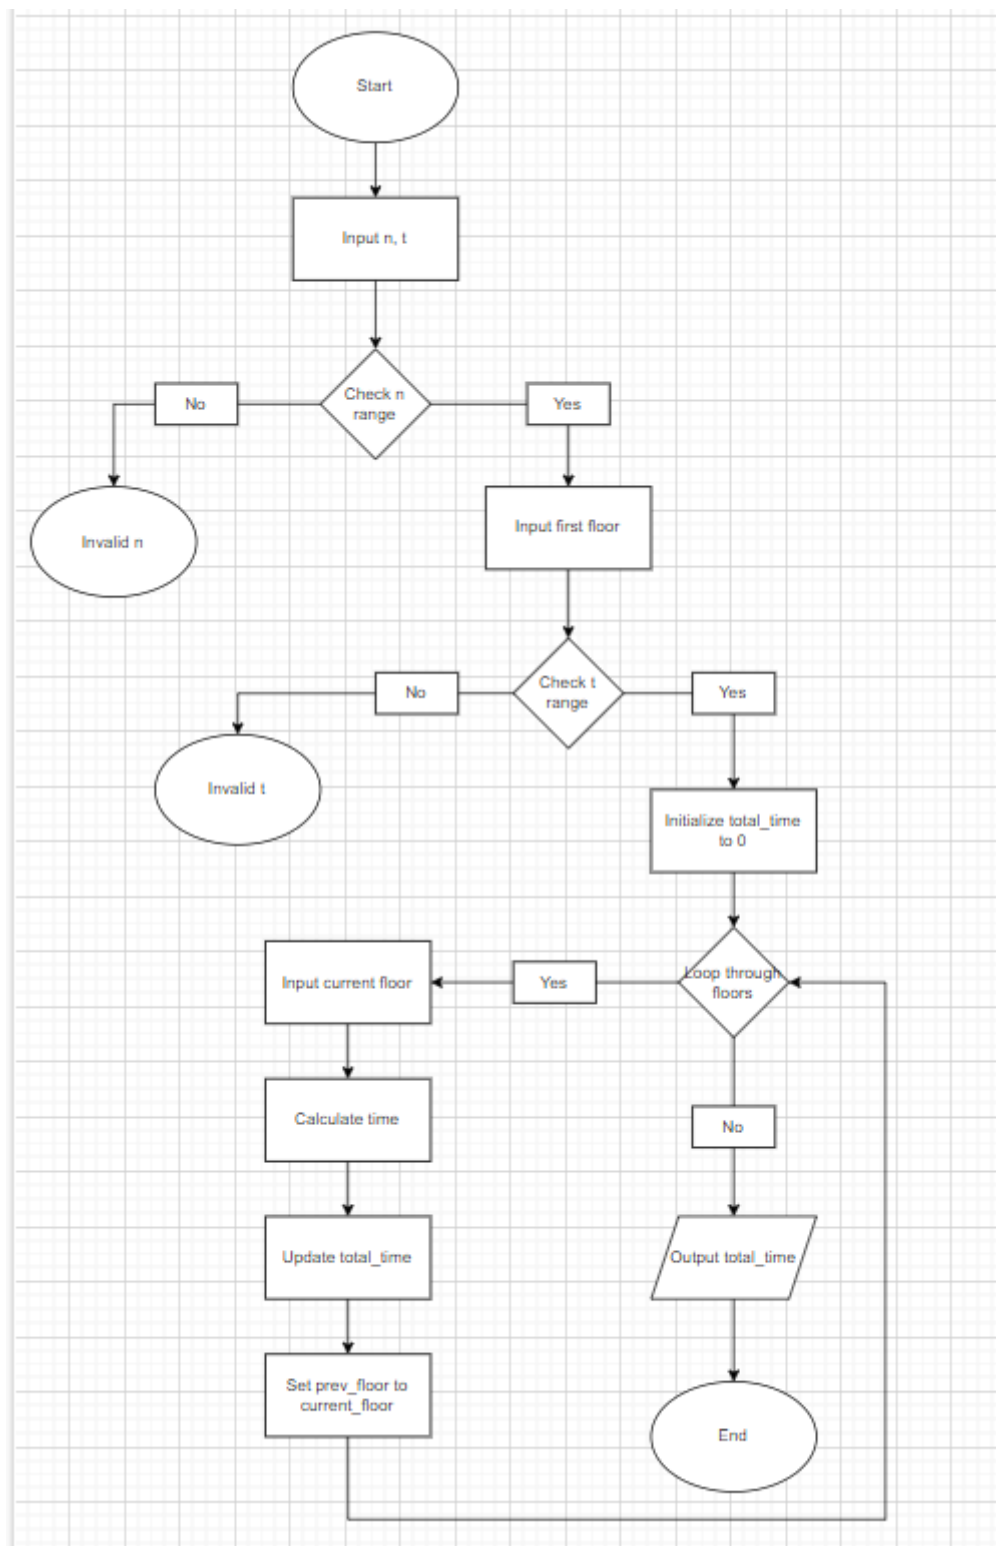 Start
Input n, t
Check n
range
No
Yes
Input first floor
Invalid n
Check t
range
No
Yes
Invalid t
Initialize total_time
to 0
Loop through
floors
Yes
Input current floor
Calculate time
No
Update total_time
Output total_time
Set prev_floor to
current_floor
End